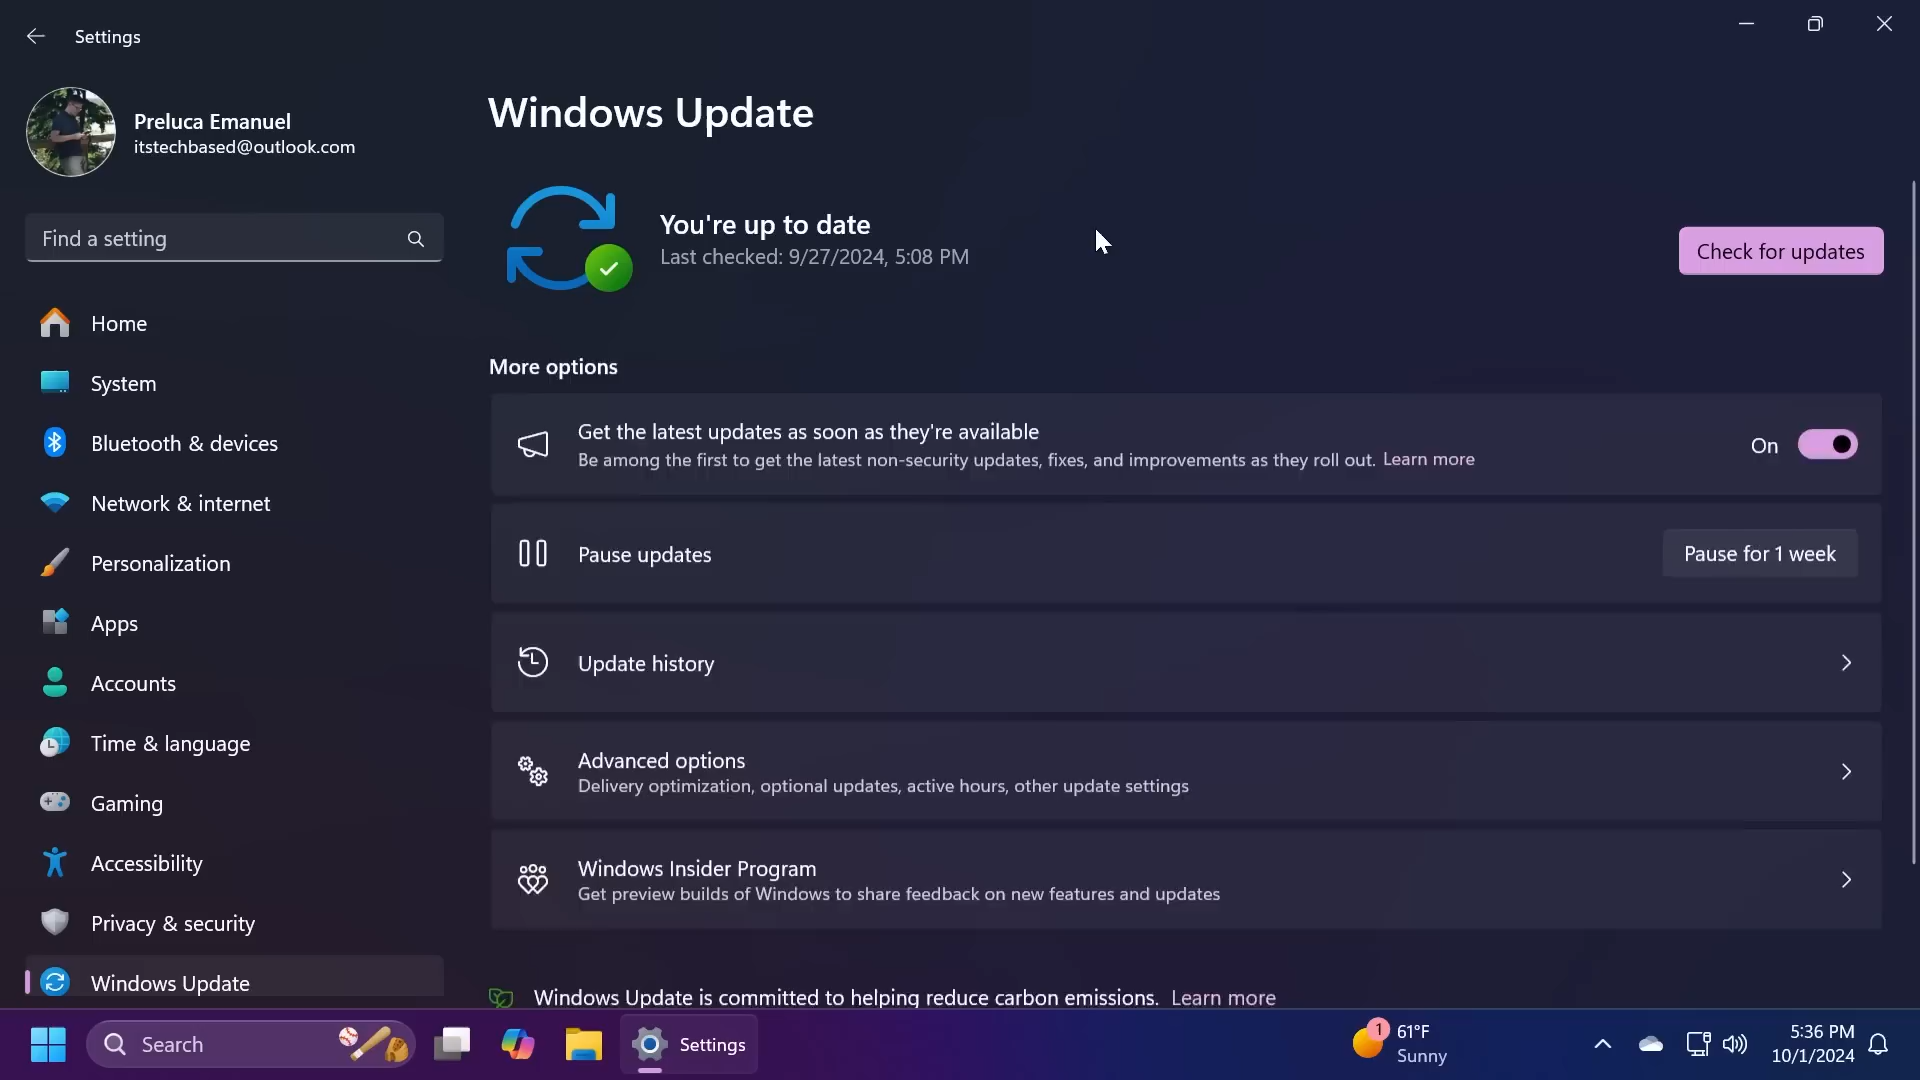 Settings
Preluca Emanuel
itstechbased@outlook.com
Find a setting
Home
System
Bluetooth & devices
Network & internet
Personalization
Apps
Accounts
Time & language
Gaming
Accessibility
Privacy & security
Windows Update
Windows Update
You're up to date
Last checked: 9/27/2024, 5:08 PM
Check for updates
More options
Get the latest updates as soon as they're available
Be among the first to get the latest non-security updates, fixes, and improvements as they roll out. Learn more
On
Pause updates
Pause for 1 week
Update history
Advanced options
Delivery optimization, optional updates, active hours, other update settings
Windows Insider Program
Get preview builds of Windows to share feedback on new features and updates
Windows Update is committed to helping reduce carbon emissions. Learn more
Search
Settings
1
61°F
Sunny
5:36 PM
10/1/2024